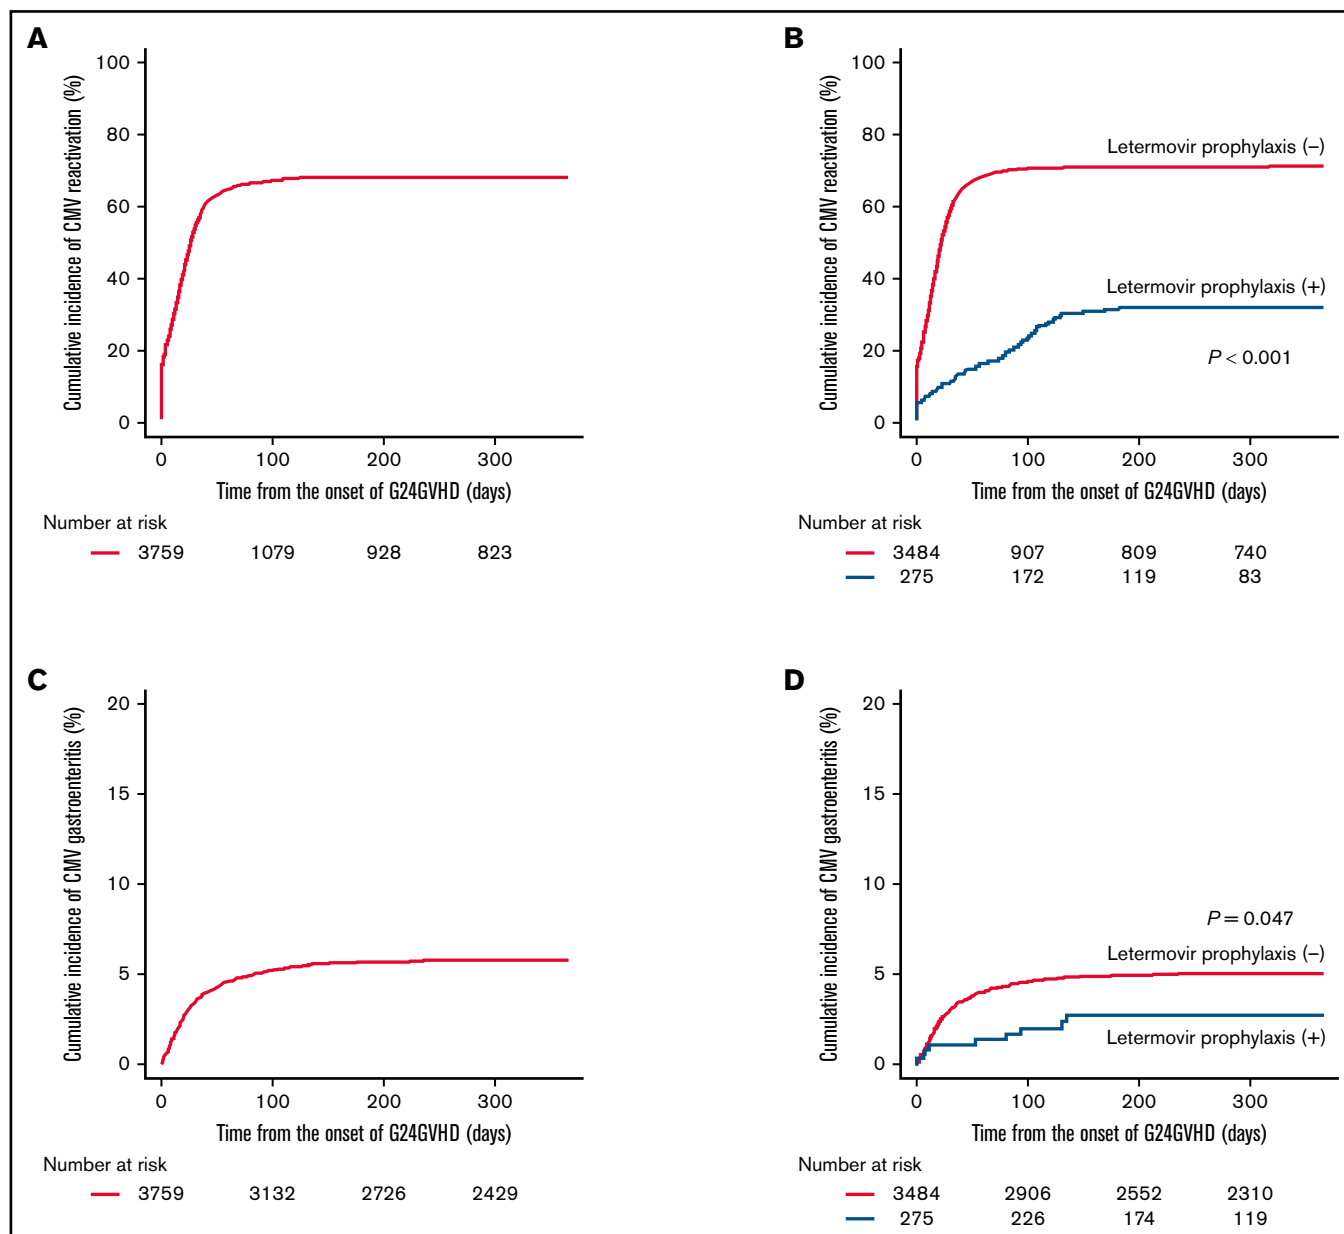 A
Cumulative incidence of CMV reactivation (%)
100
80
60
40
20
0
0 100 200 300
Time from the onset of G24GVHD (days)
Number at risk
3759 1079 928 823
B
Cumulative incidence of CMV reactivation (%)
100
80
60
40
20
0
Letermovir prophylaxis (–)
Letermovir prophylaxis (+)
P < 0.001
0 100 200 300
Time from the onset of G24GVHD (days)
Number at risk
3484 907 809 740
275 172 119 83
C
Cumulative incidence of CMV gastroenteritis (%)
20
15
10
5
0
0 100 200 300
Time from the onset of G24GVHD (days)
Number at risk
3759 3132 2726 2429
D
Cumulative incidence of CMV gastroenteritis (%)
20
15
10
5
0
P = 0.047
Letermovir prophylaxis (–)
Letermovir prophylaxis (+)
0 100 200 300
Time from the onset of G24GVHD (days)
Number at risk
3484 2906 2552 2310
275 226 174 119